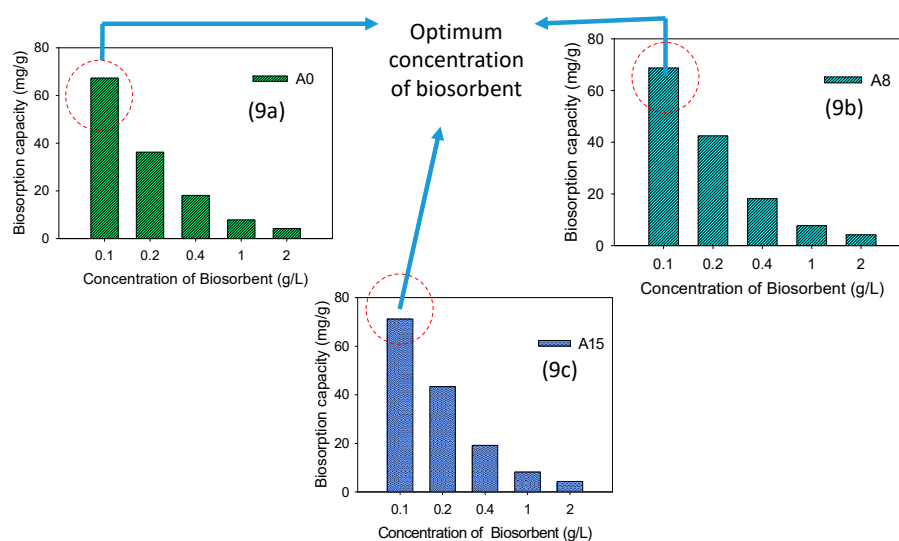 Optimum
concentration
of biosorbent
80
60
40
20
0
Biosorption capacity (mg/g)
A0
(9a)
0.1 0.2 0.4 1 2
Concentration of Biosorbent (g/L)
80
60
40
20
0
Biosorption capacity (mg/g)
A8
(9b)
0.1 0.2 0.4 1 2
Concentration of Biosorbent (g/L)
80
60
40
20
0
Biosorption capacity (mg/g)
A15
(9c)
0.1 0.2 0.4 1 2
Concentration of Biosorbent (g/L)